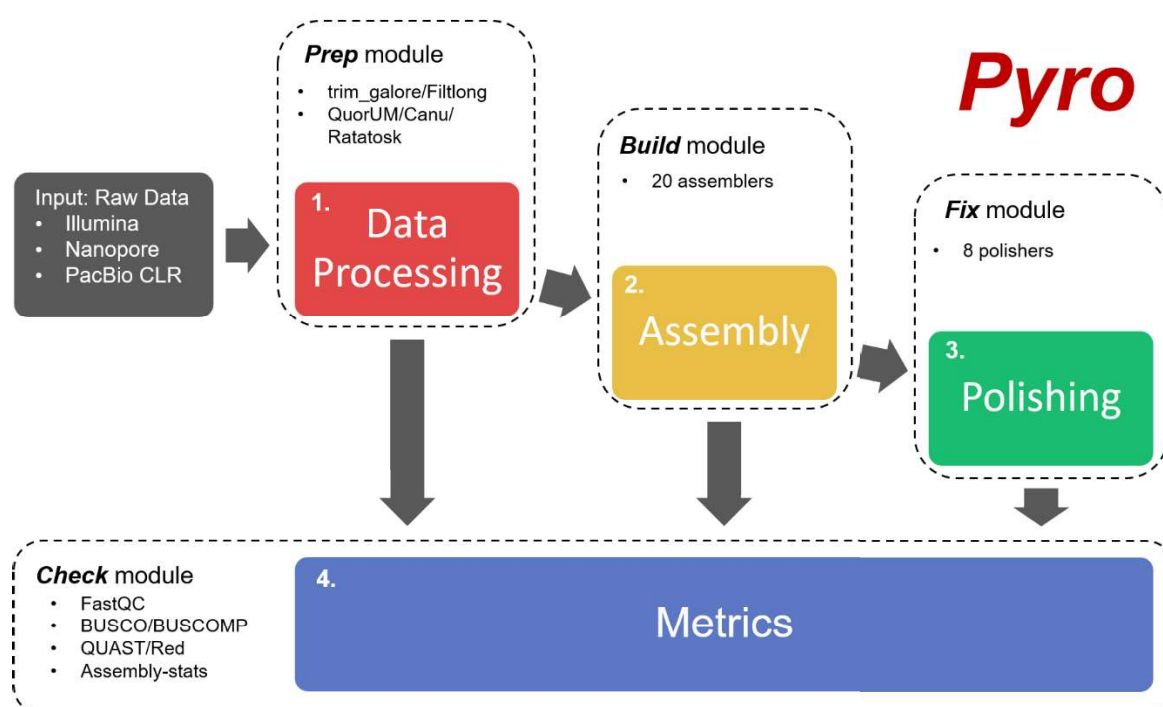 Pyro
Prep module
• trim_galore/Filtlong
• QuorUM/Canu/
Ratatosk
Input: Raw Data
• Illumina
• Nanopore
• PacBio CLR
1.
Data
Processing
Build module
• 20 assemblers
2.
Assembly
Fix module
• 8 polishers
3.
Polishing
Check module
• FastQC
• BUSCO/BUSCOMP
• QUAST/Red
• Assembly-stats
4.
Metrics